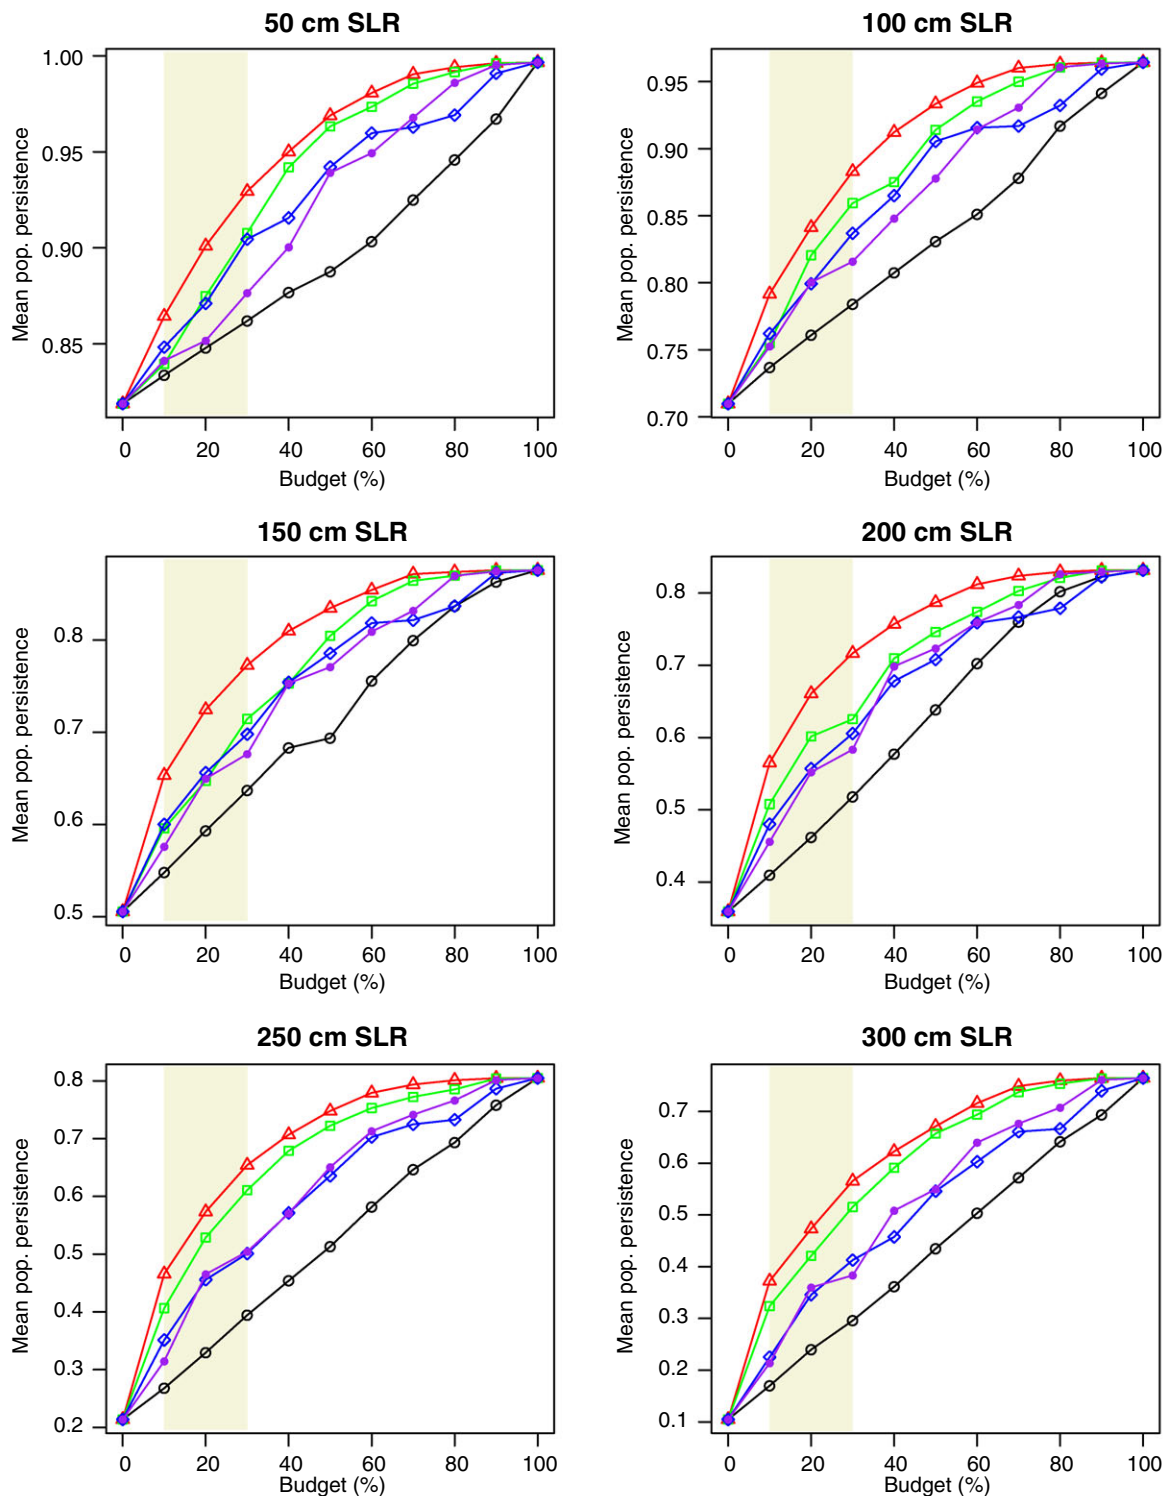 50 cm SLR
Mean pop. persistence
1.00
0.95
0.90
0.85
0 20 40 60 80 100
Budget (%)
100 cm SLR
Mean pop. persistence
0.95
0.90
0.85
0.80
0.75
0.70
0 20 40 60 80 100
Budget (%)
150 cm SLR
Mean pop. persistence
0.8
0.7
0.6
0.5
0 20 40 60 80 100
Budget (%)
200 cm SLR
Mean pop. persistence
0.8
0.7
0.6
0.5
0.4
0 20 40 60 80 100
Budget (%)
250 cm SLR
Mean pop. persistence
0.8
0.7
0.6
0.5
0.4
0.3
0.2
0 20 40 60 80 100
Budget (%)
300 cm SLR
Mean pop. persistence
0.7
0.6
0.5
0.4
0.3
0.2
0.1
0 20 40 60 80 100
Budget (%)